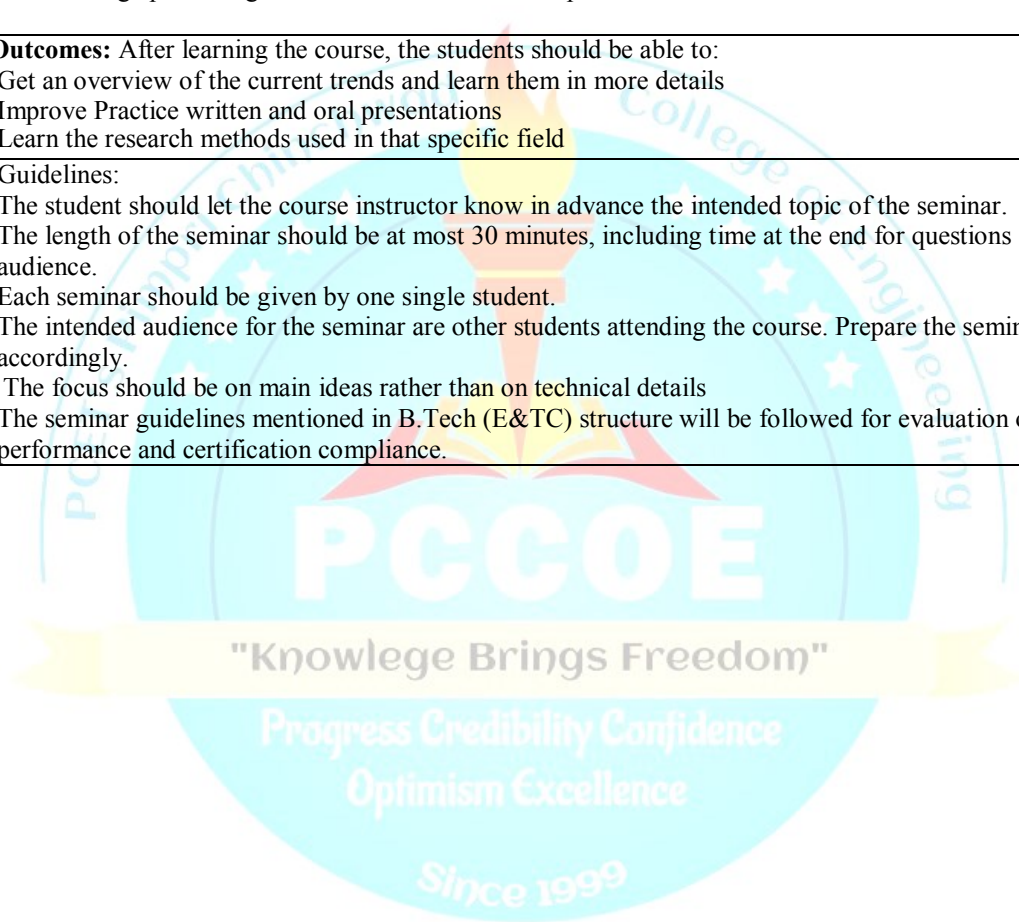 Outcomes: After learning the course, the students should be able to:
Get an overview of the current trends and learn them in more details
Improve Practice written and oral presentations
Learn the research methods used in that specific field
Guidelines:
The student should let the course instructor know in advance the intended topic of the seminar.
The length of the seminar should be at most 30 minutes, including time at the end for questions
audience.
Each seminar should be given by one single student.
The intended audience for the seminar are other students attending the course. Prepare the semin
accordingly.
The focus should be on main ideas rather than on technical details
The seminar guidelines mentioned in B.Tech (E&TC) structure will be followed for evaluation
performance and certification compliance.
College of Engineering
PCCOE
"Knowlege Brings Freedom"
Progress Credibility Confidence
Optimism Excellence
Since 1999